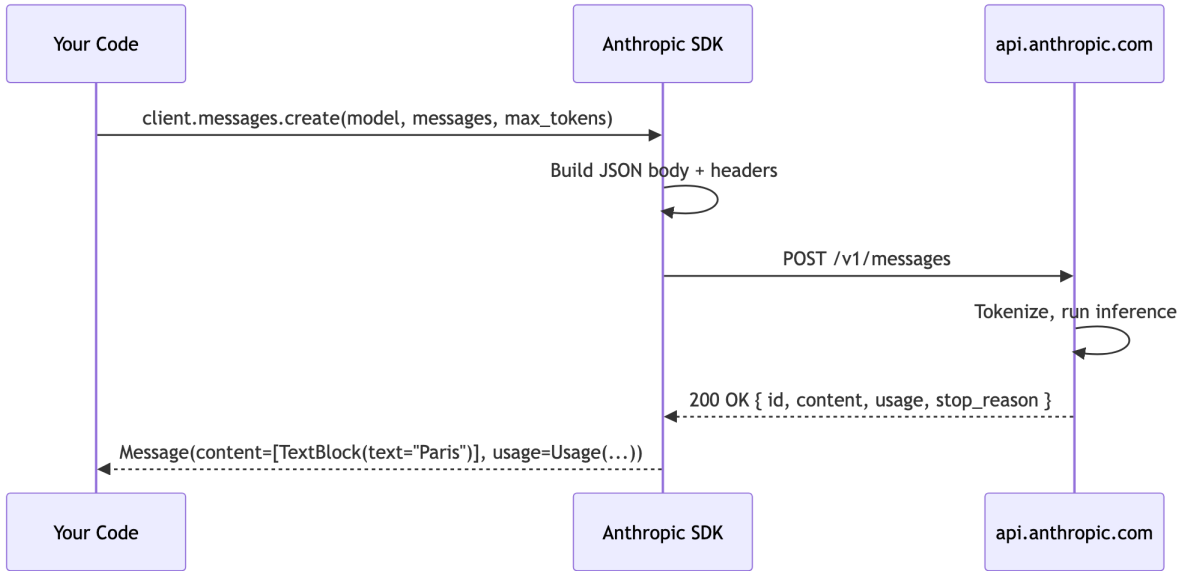 Your Code
Anthropic SDK
api.anthropic.com
client.messages.create(model, messages, max_tokens)
Build JSON body + headers
POST /v1/messages
Tokenize, run inference
200 OK { id, content, usage, stop_reason }
Message(content=[TextBlock(text="Paris")], usage=Usage(...))
Your Code
Anthropic SDK
api.anthropic.com